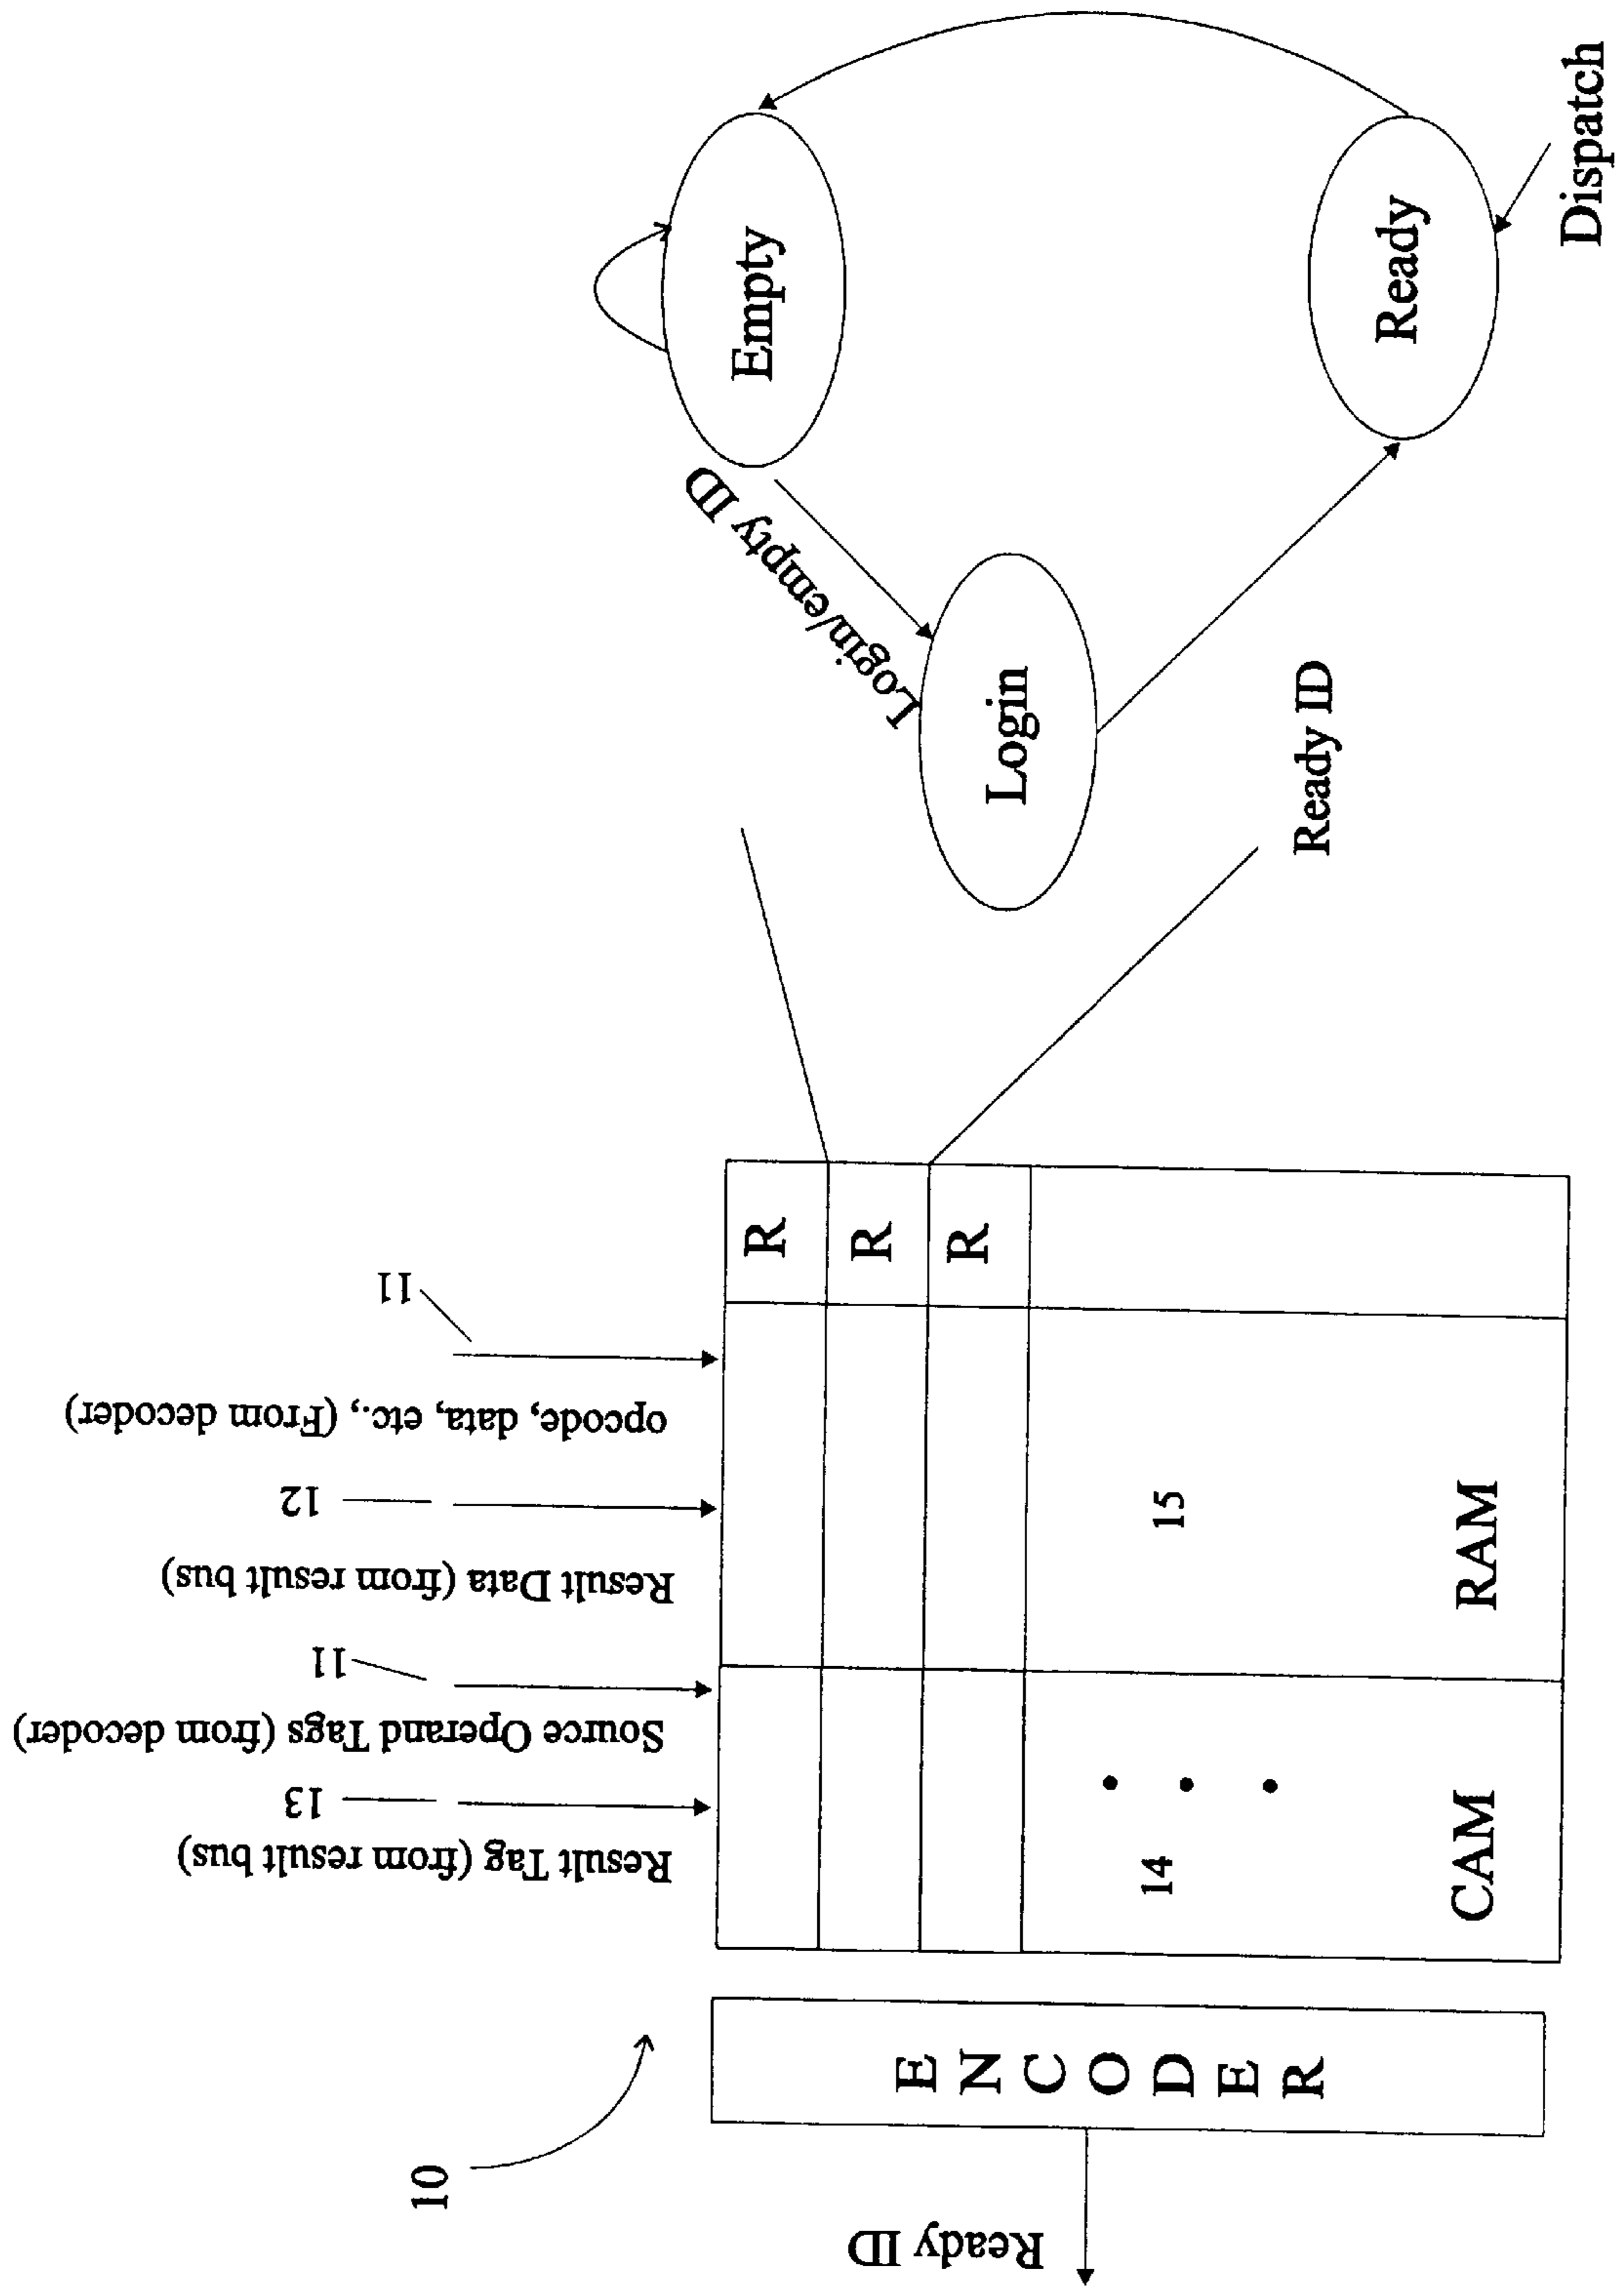 10
Ready ID
ENCODER
Result Tag (from result bus)
13
Source Operand Tags (from decoder)
11
Result Data (from result bus)
12
opcode, data, etc., (From decoder)
11
R
R
R
14
15
CAM
RAM
Empty
Login/empty ID
Login
Ready ID
Ready
Dispatch